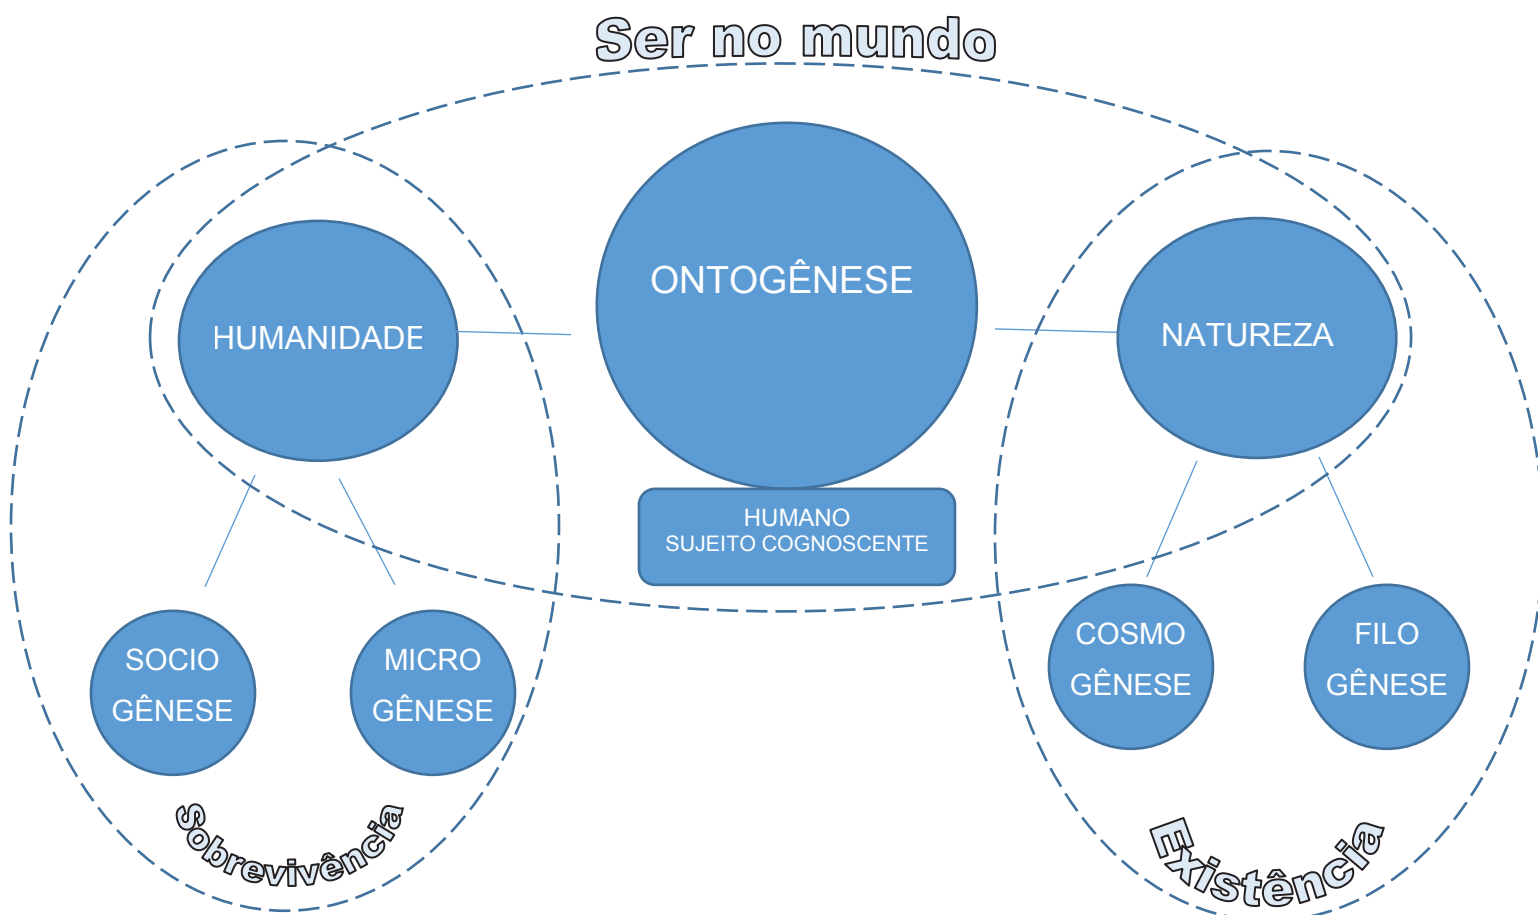 Ser no mundo
ONTOGÊNESE
HUMANIDADE
NATUREZA
HUMANO
SUJEITO COGNOSCENTE
SOCIO
GÊNESE
MICRO
GÊNESE
COSMO
GÊNESE
FILO
GÊNESE
Sobrevivência
Existência